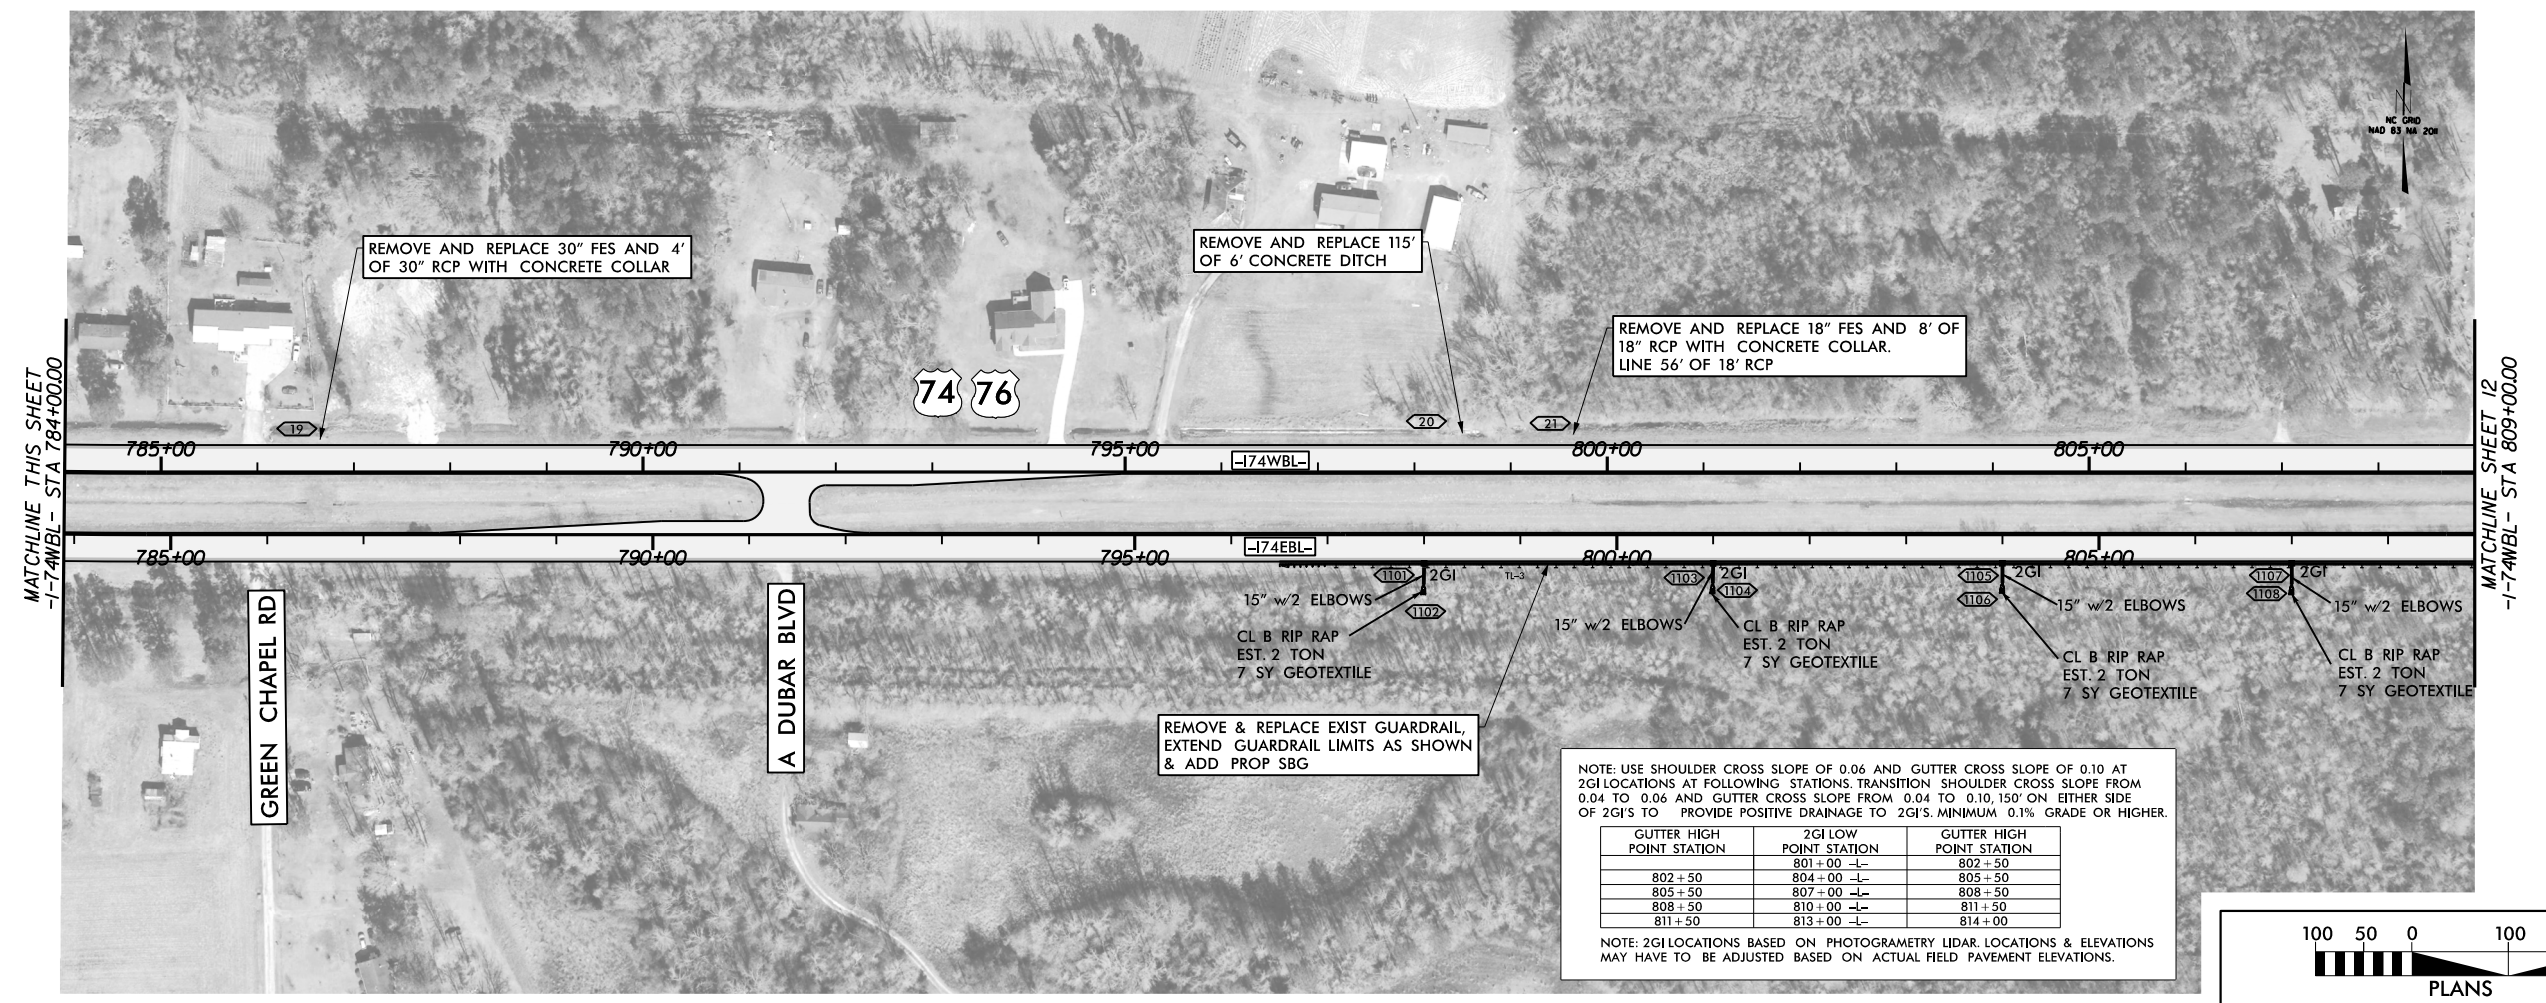 NC GRID
NAD 83 NA 2011
REMOVE AND REPLACE 30" FES AND 4'
OF 30" RCP WITH CONCRETE COLLAR
REMOVE AND REPLACE 115'
OF 6' CONCRETE DITCH
REMOVE AND REPLACE 18" FES AND 8' OF
18" RCP WITH CONCRETE COLLAR.
LINE 56' OF 18' RCP
74 76
19
20
21
MATCHLINE THIS SHEET
-I-74WBL- STA 784+00.00
MATCHLINE SHEET 12
-I-74WBL- STA 809+00.00
785+00
790+00
795+00
800+00
805+00
-I74WBL-
785+00
790+00
795+00
800+00
805+00
-I74EBL-
GREEN CHAPEL RD
A DUBAR BLVD
1101
2GI
TL-3
15" w/2 ELBOWS
1102
CL B RIP RAP
EST. 2 TON
7 SY GEOTEXTILE
1103
2GI
1104
15" w/2 ELBOWS
CL B RIP RAP
EST. 2 TON
7 SY GEOTEXTILE
1105
2GI
1106
15" w/2 ELBOWS
CL B RIP RAP
EST. 2 TON
7 SY GEOTEXTILE
1107
2GI
1108
15" w/2 ELBOWS
CL B RIP RAP
EST. 2 TON
7 SY GEOTEXTILE
REMOVE & REPLACE EXIST GUARDRAIL,
EXTEND GUARDRAIL LIMITS AS SHOWN
& ADD PROP SBG
NOTE: USE SHOULDER CROSS SLOPE OF 0.06 AND GUTTER CROSS SLOPE OF 0.10 AT
2GI LOCATIONS AT FOLLOWING STATIONS. TRANSITION SHOULDER CROSS SLOPE FROM
0.04 TO 0.06 AND GUTTER CROSS SLOPE FROM 0.04 TO 0.10, 150' ON EITHER SIDE
OF 2GI'S TO PROVIDE POSITIVE DRAINAGE TO 2GI'S. MINIMUM 0.1% GRADE OR HIGHER.
GUTTER HIGH POINT STATION 2GI LOW POINT STATION GUTTER HIGH POINT STATION
801+00 -L- 802+50
802+50 804+00 -L- 805+50
805+50 807+00 -L- 808+50
808+50 810+00 -L- 811+50
811+50 813+00 -L- 814+00
NOTE: 2GI LOCATIONS BASED ON PHOTOGRAMETRY LIDAR. LOCATIONS & ELEVATIONS
MAY HAVE TO BE ADJUSTED BASED ON ACTUAL FIELD PAVEMENT ELEVATIONS.
100 50 0 100
PLANS